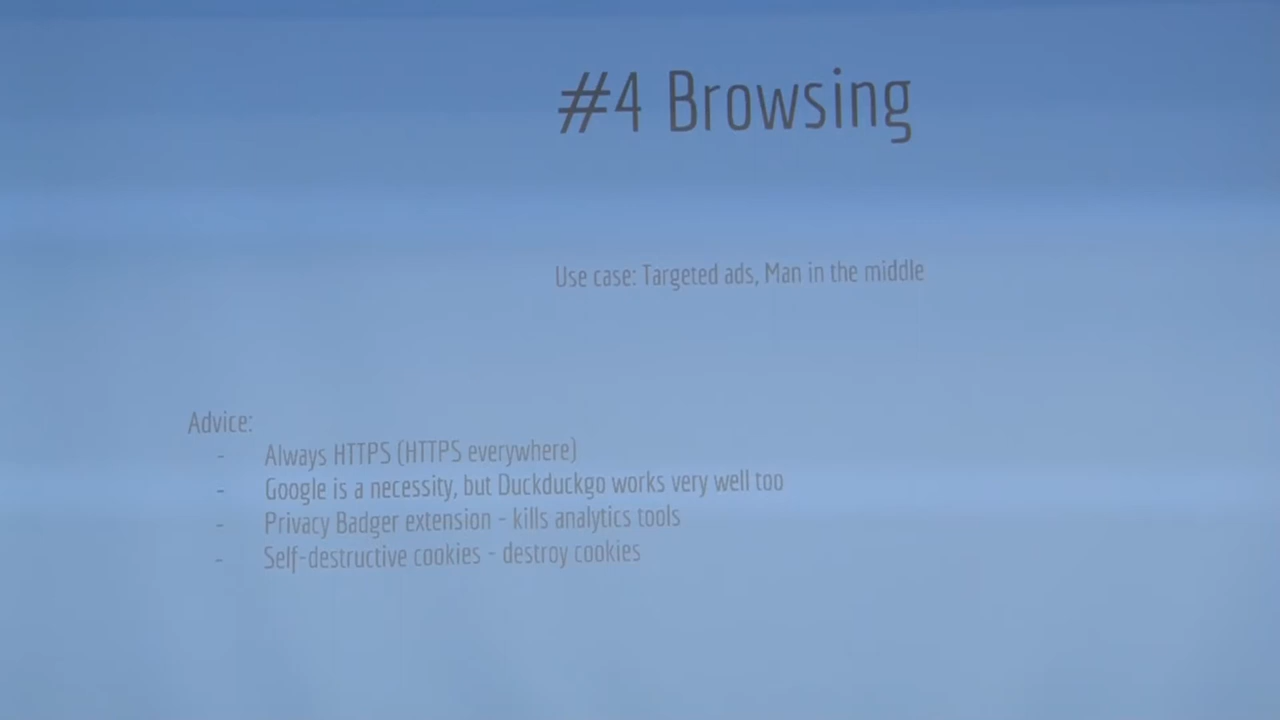 #4 Browsing
Use case: Targeted ads, Man in the middle
Advice:
- Always HTTPS (HTTPS everywhere)
- Google is a necessity, but Duckduckgo works very well too
- Privacy Badger extension - kills analytics tools
- Self-destructive cookies - destroy cookies